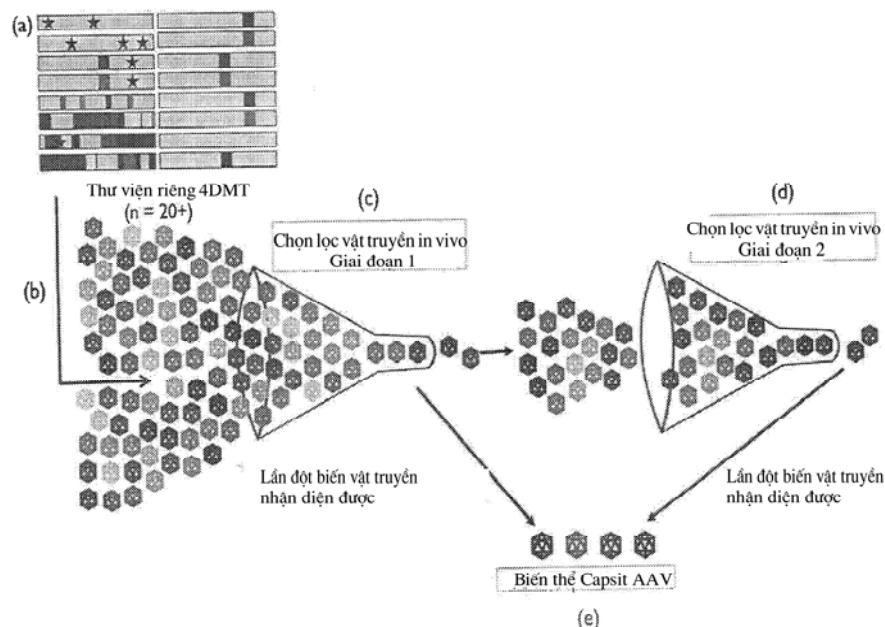 (a)
Thư viện riêng 4DMT
(n = 20+)
(b)
(c)
Chọn lọc vật truyền in vivo
Giai đoạn 1
(d)
Chọn lọc vật truyền in vivo
Giai đoạn 2
Lần đột biến vật truyền
nhận diện được
Lần đột biến vật truyền
nhận diện được
Biến thể Capsit AAV
(e)